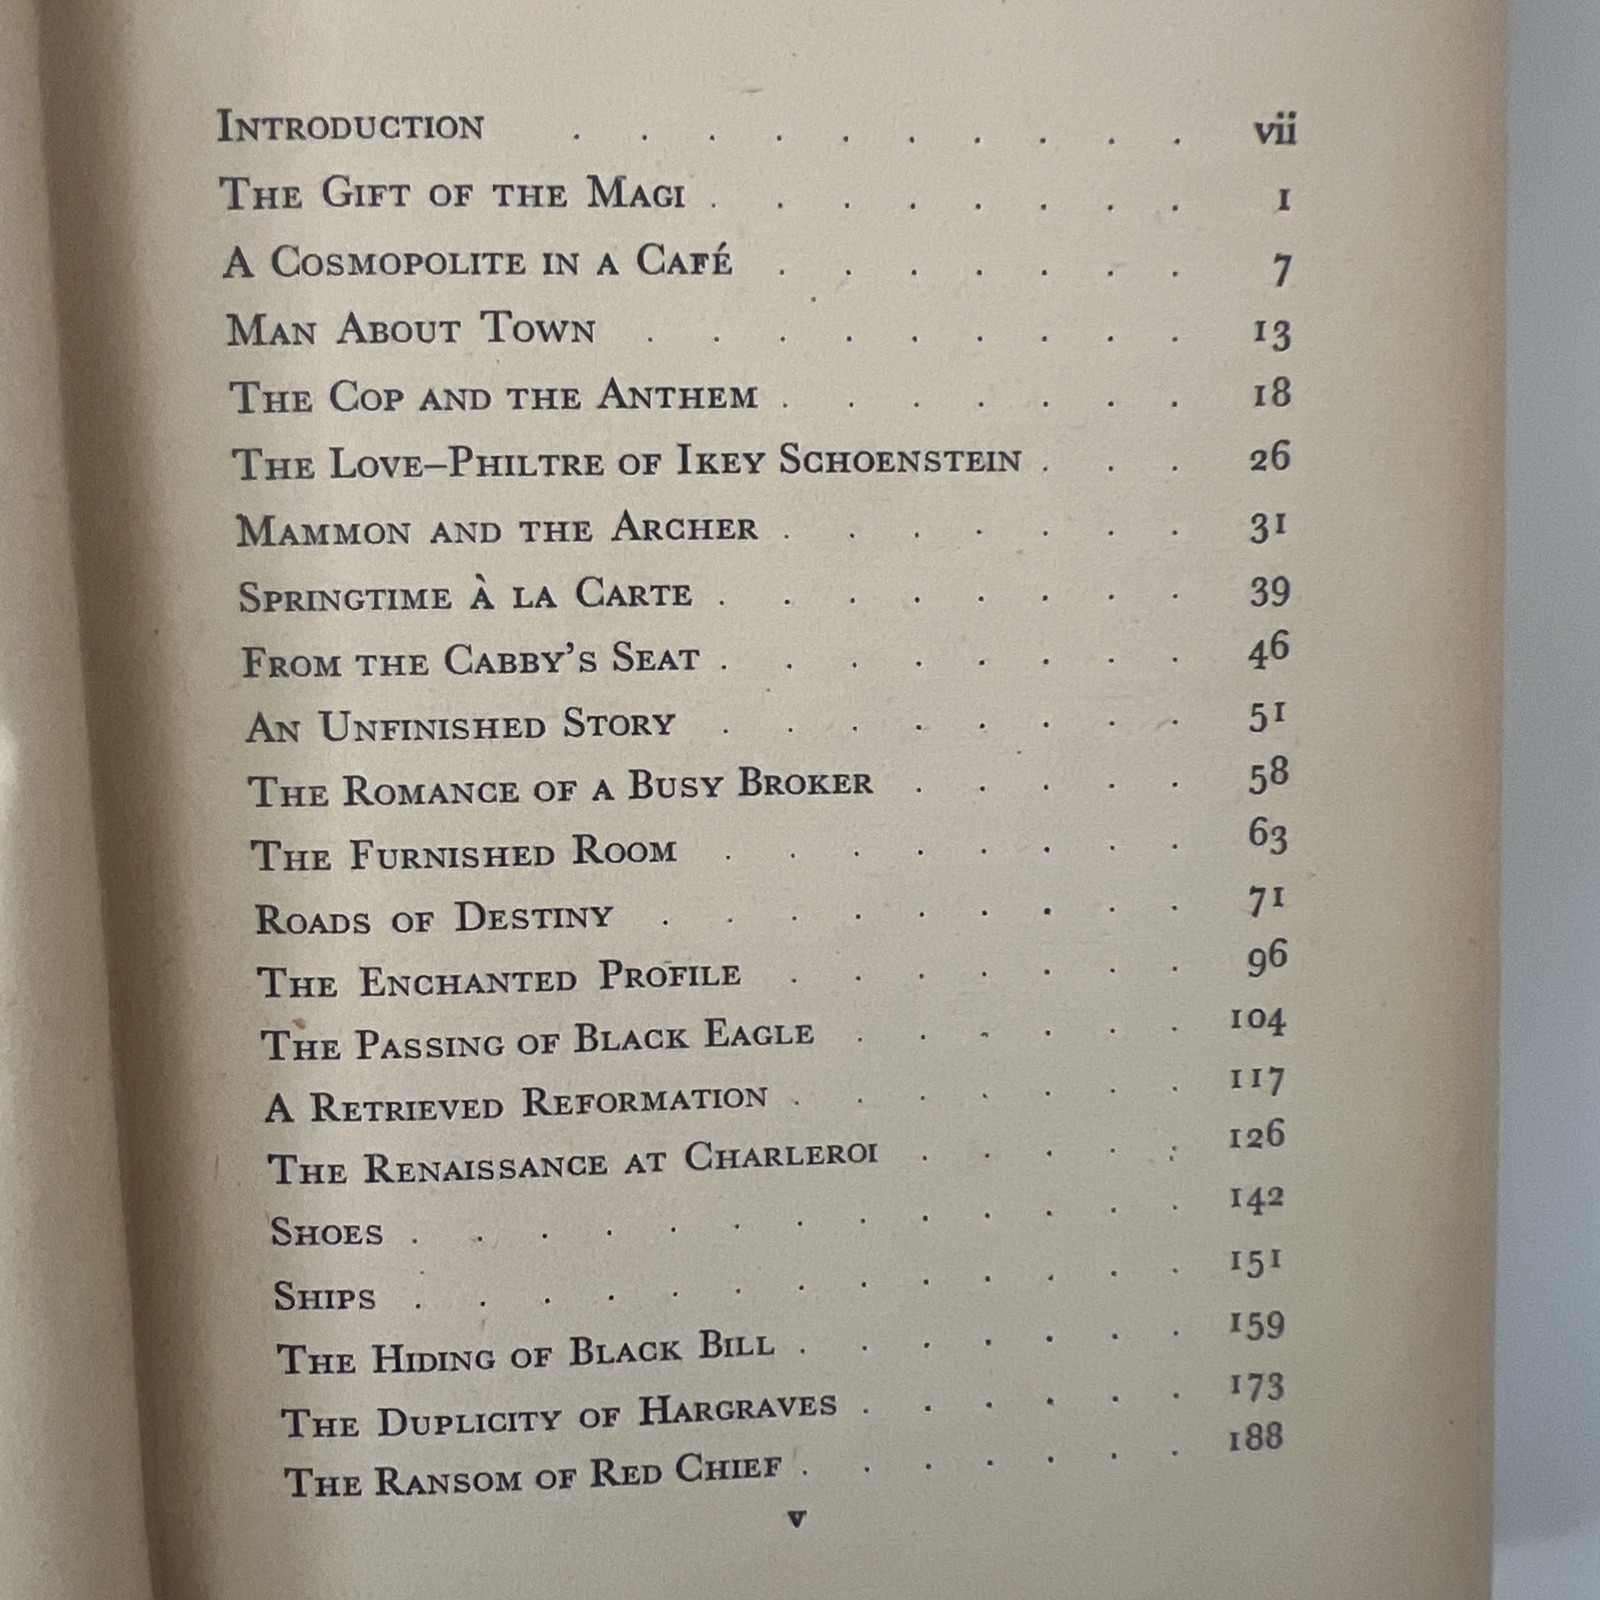 Introduction . . . . . . . . . . vii
The Gift of the Magi . . . . . . . . 1
A Cosmopolite in a Café . . . . . . . 7
Man About Town . . . . . . . . . 13
The Cop and the Anthem . . . . . . . 18
The Love–Philtre of Ikey Schoenstein . . . 26
Mammon and the Archer . . . . . . . 31
Springtime à la Carte . . . . . . . . 39
From the Cabby's Seat . . . . . . . . 46
An Unfinished Story . . . . . . . . 51
The Romance of a Busy Broker . . . . . 58
The Furnished Room . . . . . . . . 63
Roads of Destiny . . . . . . . . . 71
The Enchanted Profile . . . . . . . 96
The Passing of Black Eagle . . . . . . 104
A Retrieved Reformation . . . . . . . 117
The Renaissance at Charleroi . . . . . 126
Shoes . . . . . . . . . . . . . 142
Ships . . . . . . . . . . . . . 151
The Hiding of Black Bill . . . . . . . 159
The Duplicity of Hargraves . . . . . . 173
The Ransom of Red Chief . . . . . . . 188
v